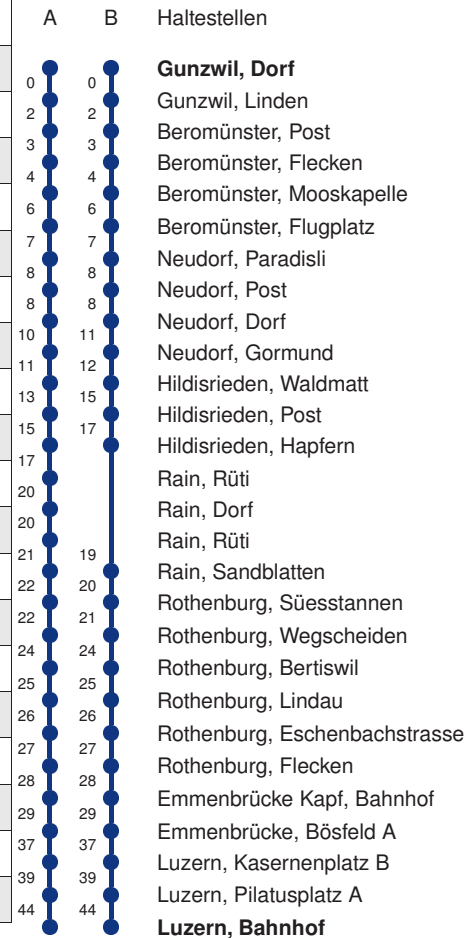 A B Haltestellen
Gunzwil, Dorf
0 0
Gunzwil, Linden
2 2
Beromünster, Post
3 3
Beromünster, Flecken
4 4
Beromünster, Mooskapelle
6 6
Beromünster, Flugplatz
7 7
Neudorf, Paradisli
8 8
Neudorf, Post
8 8
Neudorf, Dorf
10 11
Neudorf, Gormund
11 12
Hildisrieden, Waldmatt
13 15
Hildisrieden, Post
15 17
Hildisrieden, Hapfern
17
Rain, Rüti
20
Rain, Dorf
20
Rain, Rüti
21 19
Rain, Sandblatten
22 20
Rothenburg, Süesstannen
22 21
Rothenburg, Wegscheiden
24 24
Rothenburg, Bertiswil
25 25
Rothenburg, Lindau
26 26
Rothenburg, Eschenbachstrasse
27 27
Rothenburg, Flecken
28 28
Emmenbrücke Kapf, Bahnhof
29 29
Emmenbrücke, Bösfeld A
37 37
Luzern, Kasernenplatz B
39 39
Luzern, Pilatusplatz A
44 44
Luzern, Bahnhof